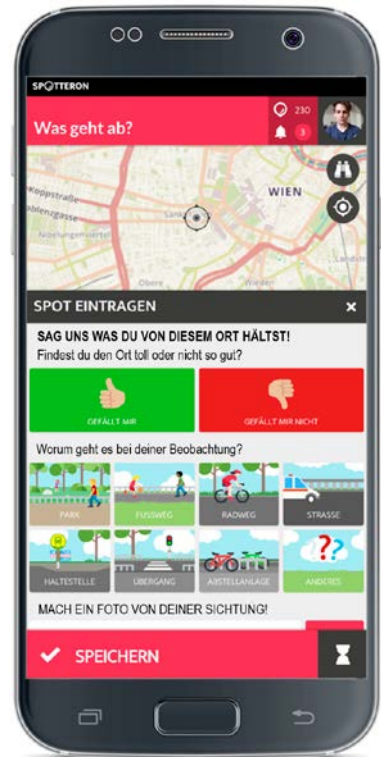 SPOTTERON
Was geht ab?
230
3
WIEN
Koppstraße
Nibelungenviertel
Obere
Wieden
SPOT EINTRAGEN
SAG UNS WAS DU VON DIESEM ORT HÄLTST!
Findest du den Ort toll oder nicht so gut?
GEFÄLLT MIR
GEFÄLLT MIR NICHT
Worum geht es bei deiner Beobachtung?
PARK
FUSSWEG
RADWEG
STRASSE
HALTESTELLE
ÜBERGANG
ABSTELLANLAGE
ANDERES
MACH EIN FOTO VON DEINER SICHTUNG!
SPEICHERN